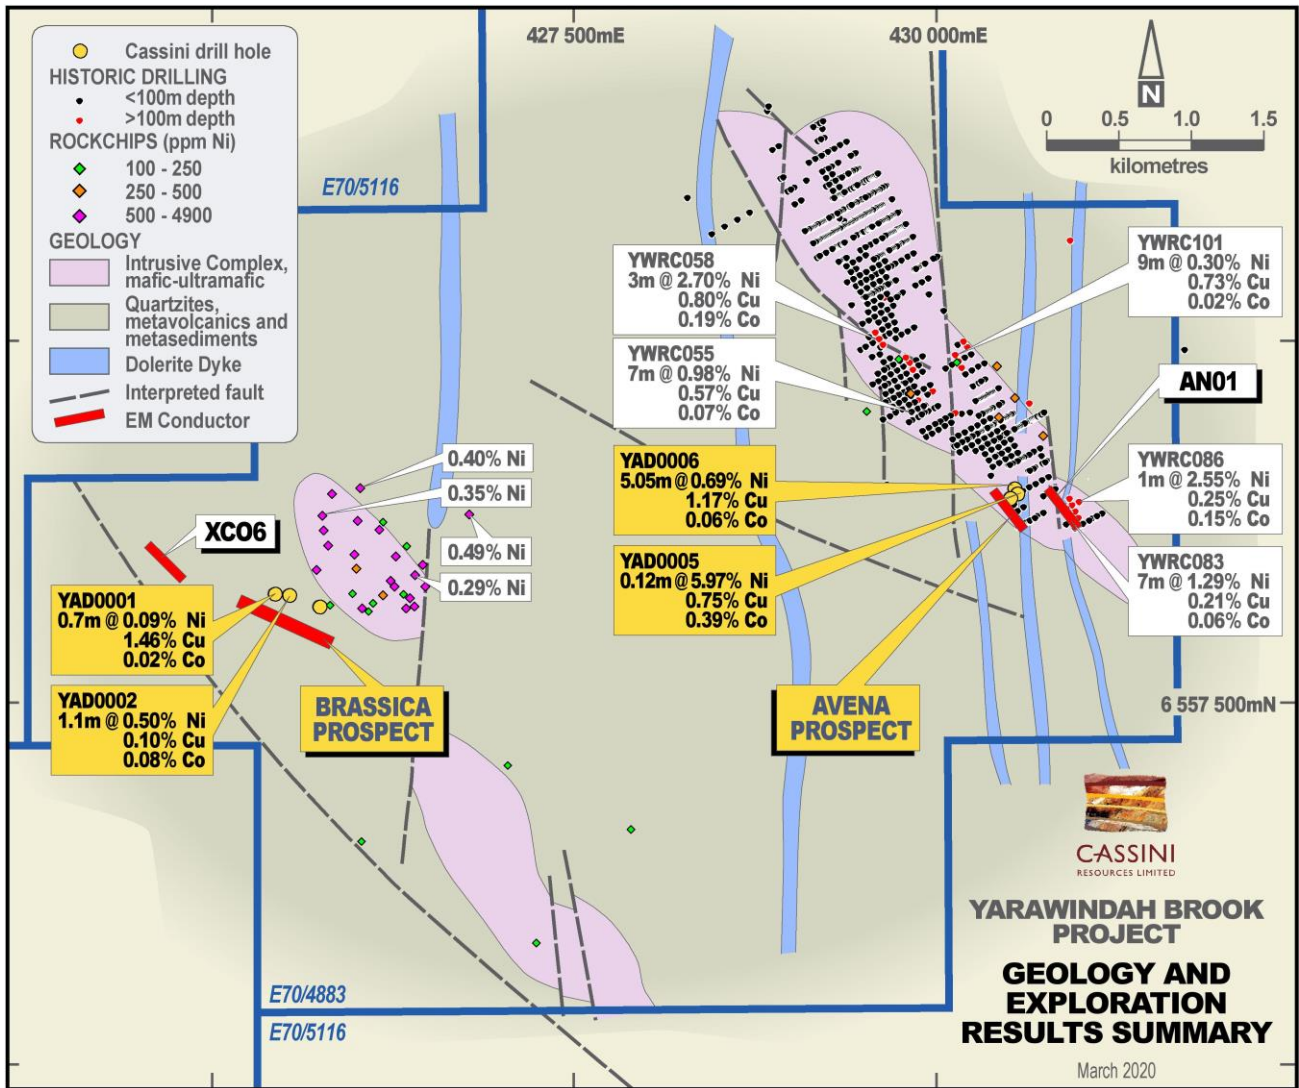 427 500mE
430 000mE
Cassini drill hole
HISTORIC DRILLING
<100m depth
>100m depth
ROCKCHIPS (ppm Ni)
100 - 250
250 - 500
500 - 4900
GEOLOGY
Intrusive Complex,
mafic-ultramafic
Quartzites,
metavolcanics and
metasediments
Dolerite Dyke
Interpreted fault
EM Conductor
N
0 0.5 1.0 1.5
kilometres
E70/5116
YWRC058
3m @ 2.70% Ni
0.80% Cu
0.19% Co
YWRC101
9m @ 0.30% Ni
0.73% Cu
0.02% Co
YWRC055
7m @ 0.98% Ni
0.57% Cu
0.07% Co
AN01
0.40% Ni
0.35% Ni
0.49% Ni
0.29% Ni
YAD0006
5.05m @ 0.69% Ni
1.17% Cu
0.06% Co
YWRC086
1m @ 2.55% Ni
0.25% Cu
0.15% Co
XC06
YAD0005
0.12m @ 5.97% Ni
0.75% Cu
0.39% Co
YWRC083
7m @ 1.29% Ni
0.21% Cu
0.06% Co
YAD0001
0.7m @ 0.09% Ni
1.46% Cu
0.02% Co
YAD0002
1.1m @ 0.50% Ni
0.10% Cu
0.08% Co
BRASSICA
PROSPECT
AVENA
PROSPECT
6 557 500mN
CASSINI
RESOURCES LIMITED
YARAWINDAH BROOK
PROJECT
GEOLOGY AND
EXPLORATION
RESULTS SUMMARY
March 2020
E70/4883
E70/5116